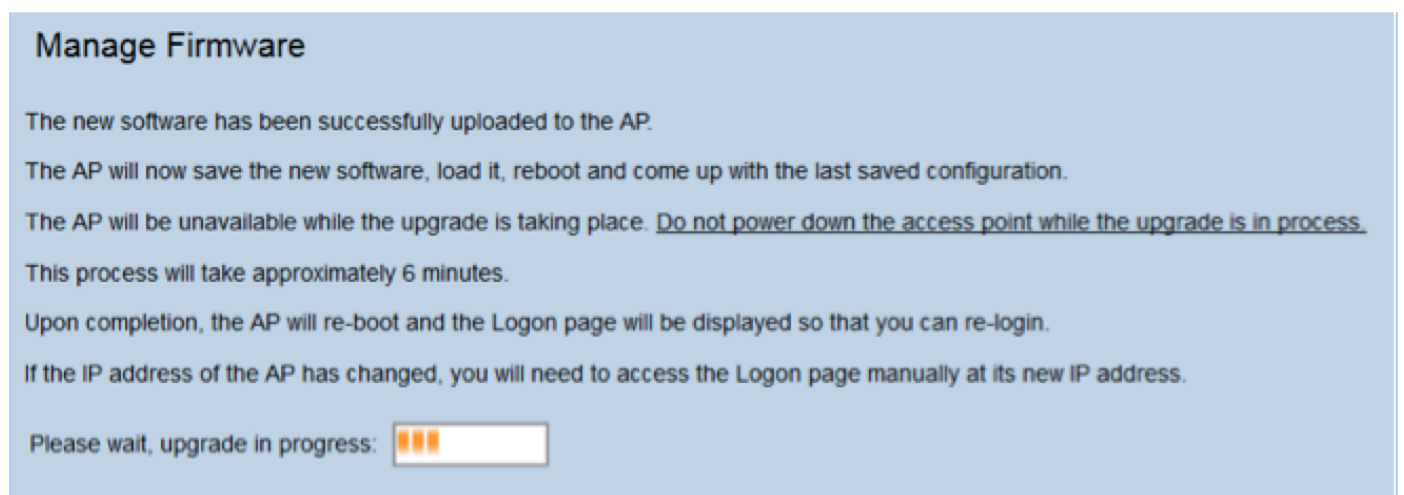 Manage Firmware
The new software has been successfully uploaded to the AP.
The AP will now save the new software, load it, reboot and come up with the last saved configuration.
The AP will be unavailable while the upgrade is taking place. Do not power down the access point while the upgrade is in process.
This process will take approximately 6 minutes.
Upon completion, the AP will re-boot and the Logon page will be displayed so that you can re-login.
If the IP address of the AP has changed, you will need to access the Logon page manually at its new IP address.
Please wait, upgrade in progress: